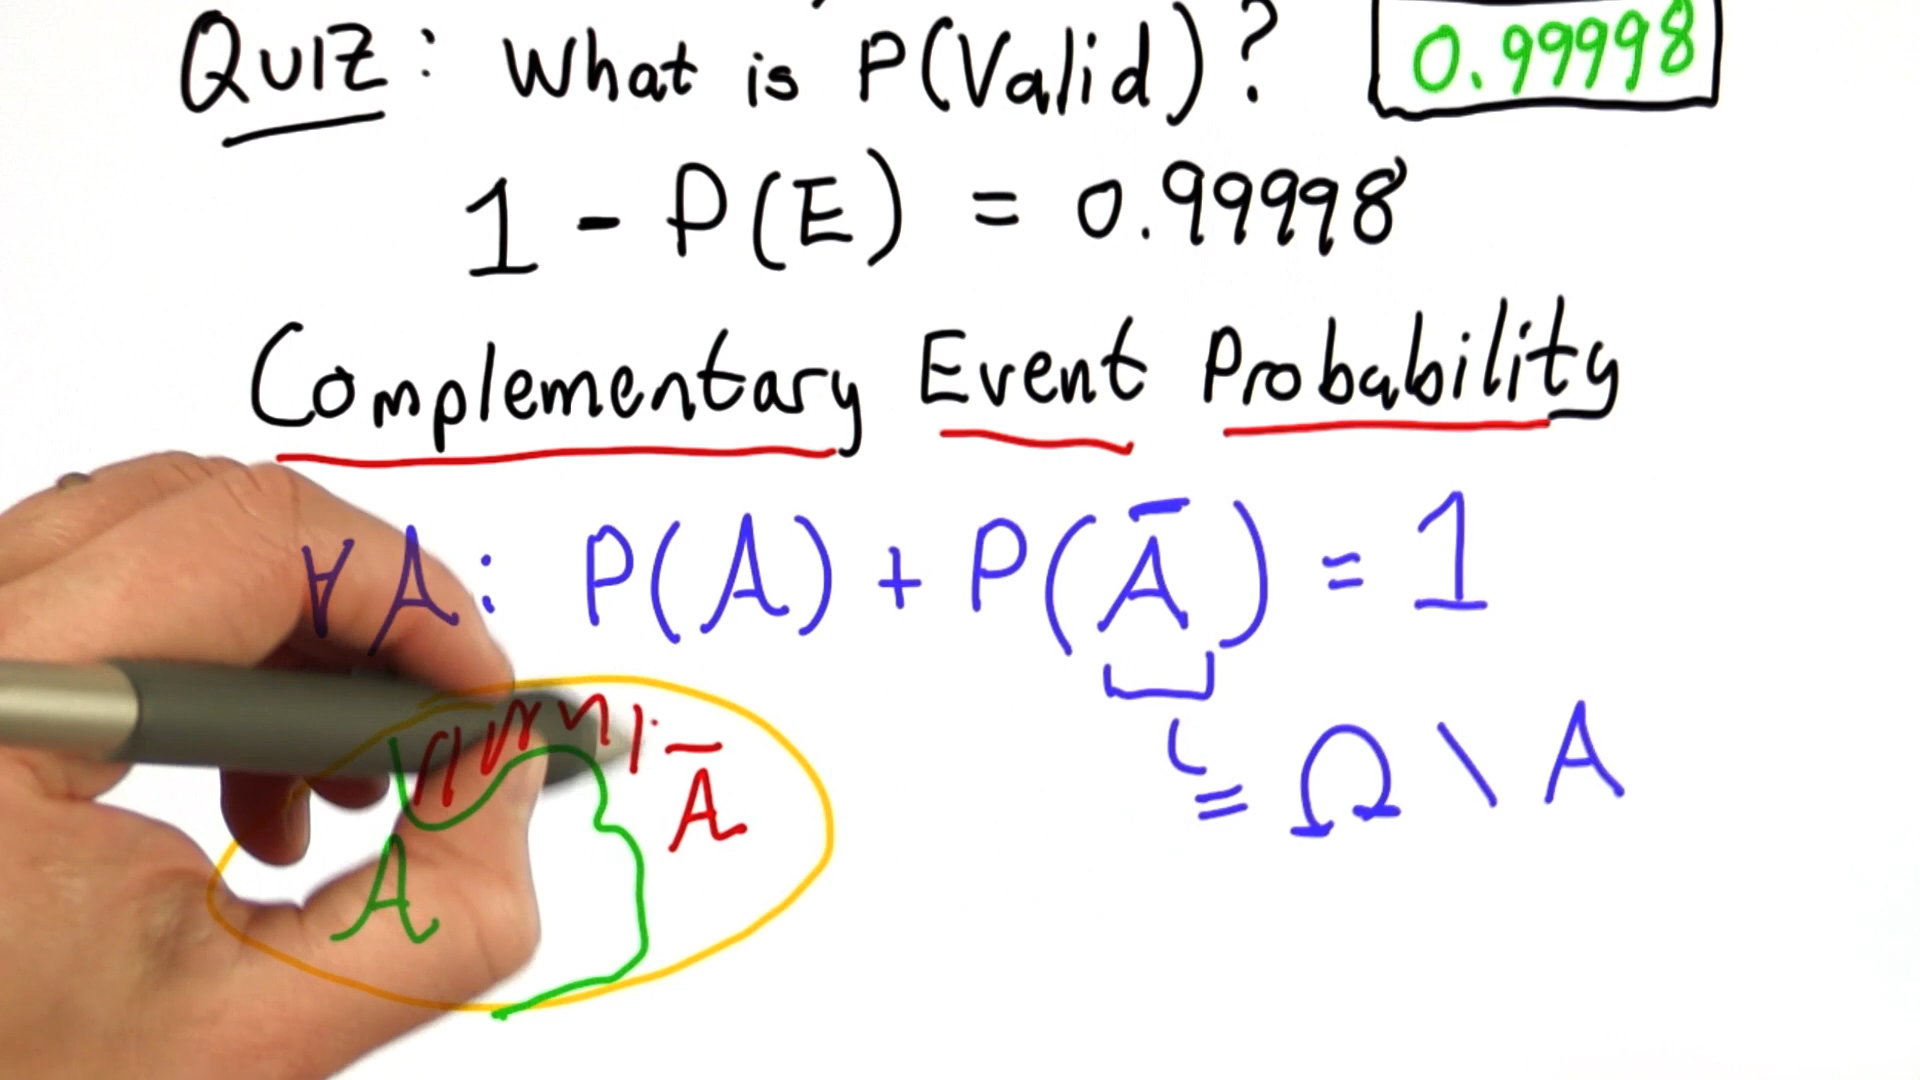 QUIZ: What is P(Valid)? 0.99998
1 - P(E) = 0.99998
Complementary Event Probability
∀A: P(A) + P(Ā) = 1
Ā
= Ω \ A
A